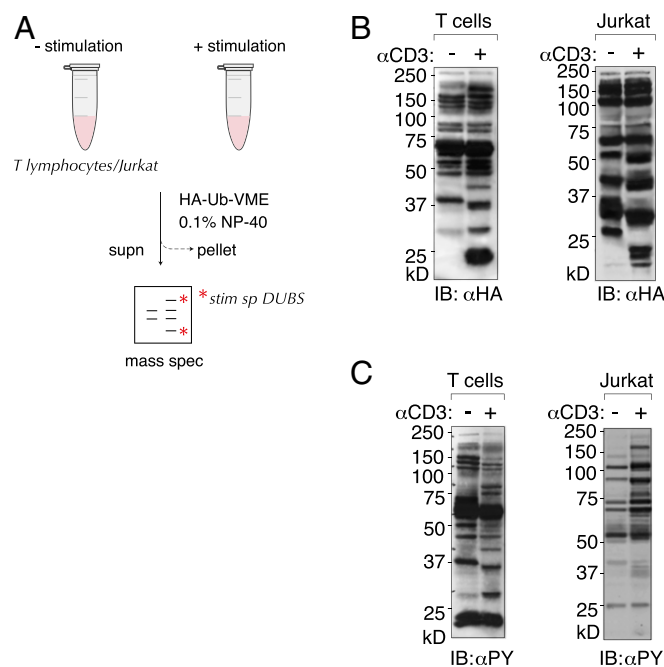 A
- stimulation
+ stimulation
T lymphocytes/Jurkat
HA-Ub-VME
0.1% NP-40
supn
pellet
* stim sp DUBS
* 
*
mass spec
B
T cells
αCD3: - +
250
150
100
75
50
37
25
kD
IB: αHA
Jurkat
αCD3: - +
250
150
100
75
50
37
25
kD
IB: αHA
C
T cells
αCD3: - +
250
150
100
75
50
37
25
kD
IB:αPY
Jurkat
αCD3: - +
250
150
100
75
50
37
25
kD
IB:αPY